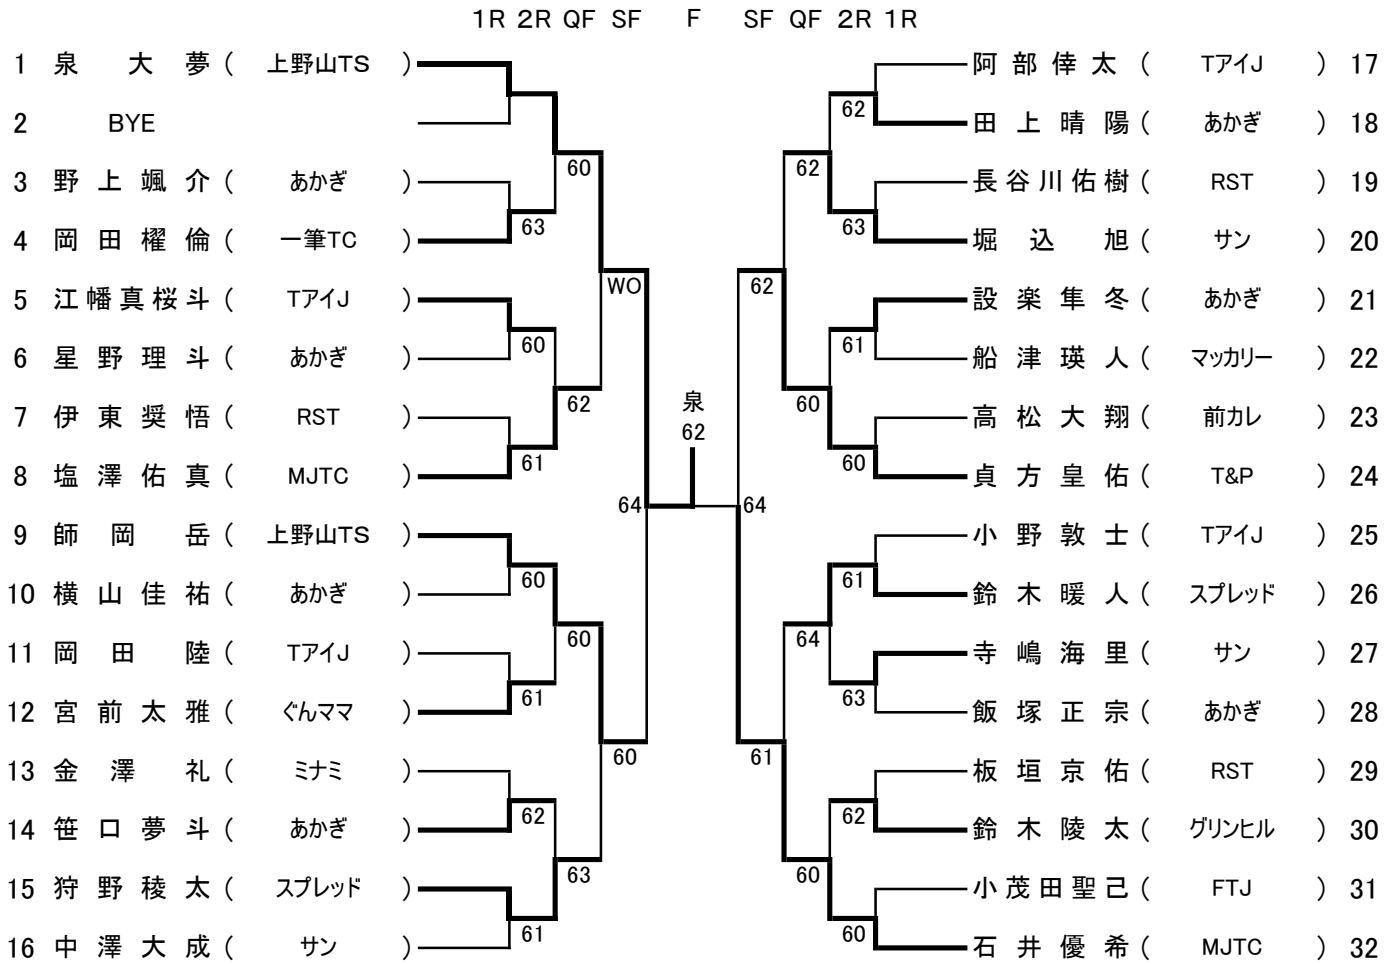 1R 2R QF SF F SF QF 2R 1R
1 泉 大 夢 ( 上野山TS )
2 BYE
3 野 上 颯 介 ( あかぎ )
4 岡 田 櫂 倫 ( 一筆TC )
5 江 幡 真 桜 斗 ( TアイJ )
6 星 野 理 斗 ( あかぎ )
7 伊 東 奨 悟 ( RST )
8 塩 澤 佑 真 ( MJTC )
9 師 岡 岳 ( 上野山TS )
10 横 山 佳 祐 ( あかぎ )
11 岡 田 陸 ( TアイJ )
12 宮 前 太 雅 ( ぐんママ )
13 金 澤 礼 ( ミナミ )
14 笹 口 夢 斗 ( あかぎ )
15 狩 野 稜 太 ( スプレッド )
16 中 澤 大 成 ( サン )
63
60
61
60
61
62
61
60
62
60
63
WO
60
64
泉
62
64
62
61
62
60
64
60
62
63
61
60
61
63
62
60
阿 部 倖 太 ( TアイJ ) 17
田 上 晴 陽 ( あかぎ ) 18
長 谷 川 佑 樹 ( RST ) 19
堀 込 旭 ( サン ) 20
設 楽 隼 冬 ( あかぎ ) 21
船 津 瑛 人 ( マッカリー ) 22
高 松 大 翔 ( 前カレ ) 23
貞 方 皇 佑 ( T&P ) 24
小 野 敦 士 ( TアイJ ) 25
鈴 木 暖 人 ( スプレッド ) 26
寺 嶋 海 里 ( サン ) 27
飯 塚 正 宗 ( あかぎ ) 28
板 垣 京 佑 ( RST ) 29
鈴 木 陵 太 ( グリンヒル ) 30
小 茂 田 聖 己 ( FTJ ) 31
石 井 優 希 ( MJTC ) 32